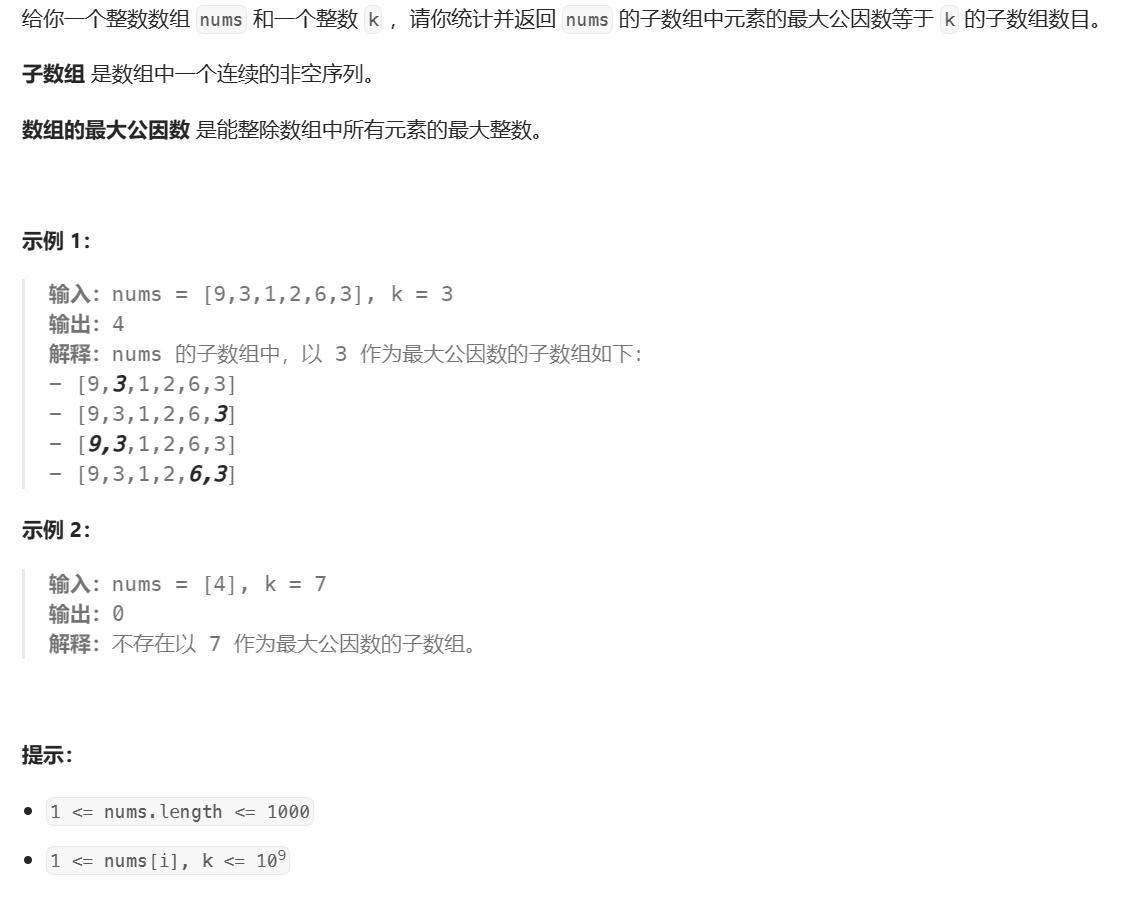 给你一个整数数组 nums 和一个整数 k ，请你统计并返回 nums 的子数组中元素的最大公因数等于 k 的子数组数目。
子数组 是数组中一个连续的非空序列。
数组的最大公因数 是能整除数组中所有元素的最大整数。
示例 1：
输入：nums = [9,3,1,2,6,3], k = 3
输出：4
解释：nums 的子数组中，以 3 作为最大公因数的子数组如下：
- [9,3,1,2,6,3]
- [9,3,1,2,6,3]
- [9,3,1,2,6,3]
- [9,3,1,2,6,3]
示例 2：
输入：nums = [4], k = 7
输出：0
解释：不存在以 7 作为最大公因数的子数组。
提示：
• 1 <= nums.length <= 1000
• 1 <= nums[i], k <= 10⁹